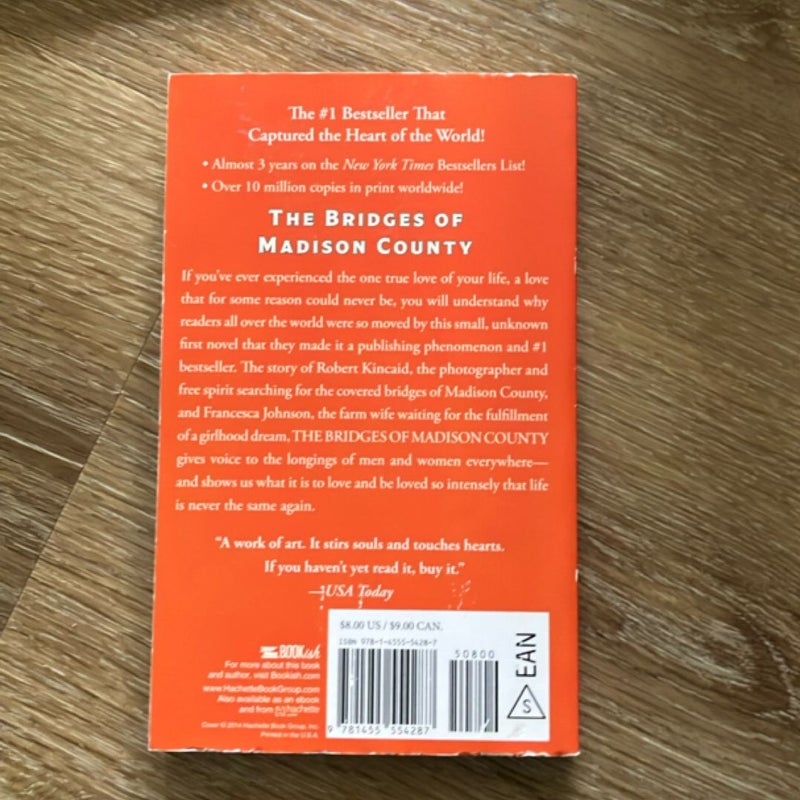 The #1 Bestseller That
Captured the Heart of the World!
• Almost 3 years on the New York Times Bestsellers List!
• Over 10 million copies in print worldwide!
THE BRIDGES OF
MADISON COUNTY
If you've ever experienced the one true love of your life, a love
that for some reason could never be, you will understand why
readers all over the world were so moved by this small, unknown
first novel that they made it a publishing phenomenon and #1
bestseller. The story of Robert Kincaid, the photographer and
free spirit searching for the covered bridges of Madison County,
and Francesca Johnson, the farm wife waiting for the fulfillment
of a girlhood dream, THE BRIDGES OF MADISON COUNTY
gives voice to the longings of men and women everywhere—
and shows us what it is to love and be loved so intensely that life
is never the same again.
"A work of art. It stirs souls and touches hearts.
If you haven't yet read it, buy it."
—USA Today
$8.00 US / $9.00 CAN.
ISBN 978-1-4555-5428-7
50800
9 781455 554287
S
EAN
BOOKish
For more about this book
and author, visit Bookish.com
www.HachetteBookGroup.com
Also available as an ebook
and from hachette
Cover © 2014 Hachette Book Group, Inc.
Printed in the U.S.A.